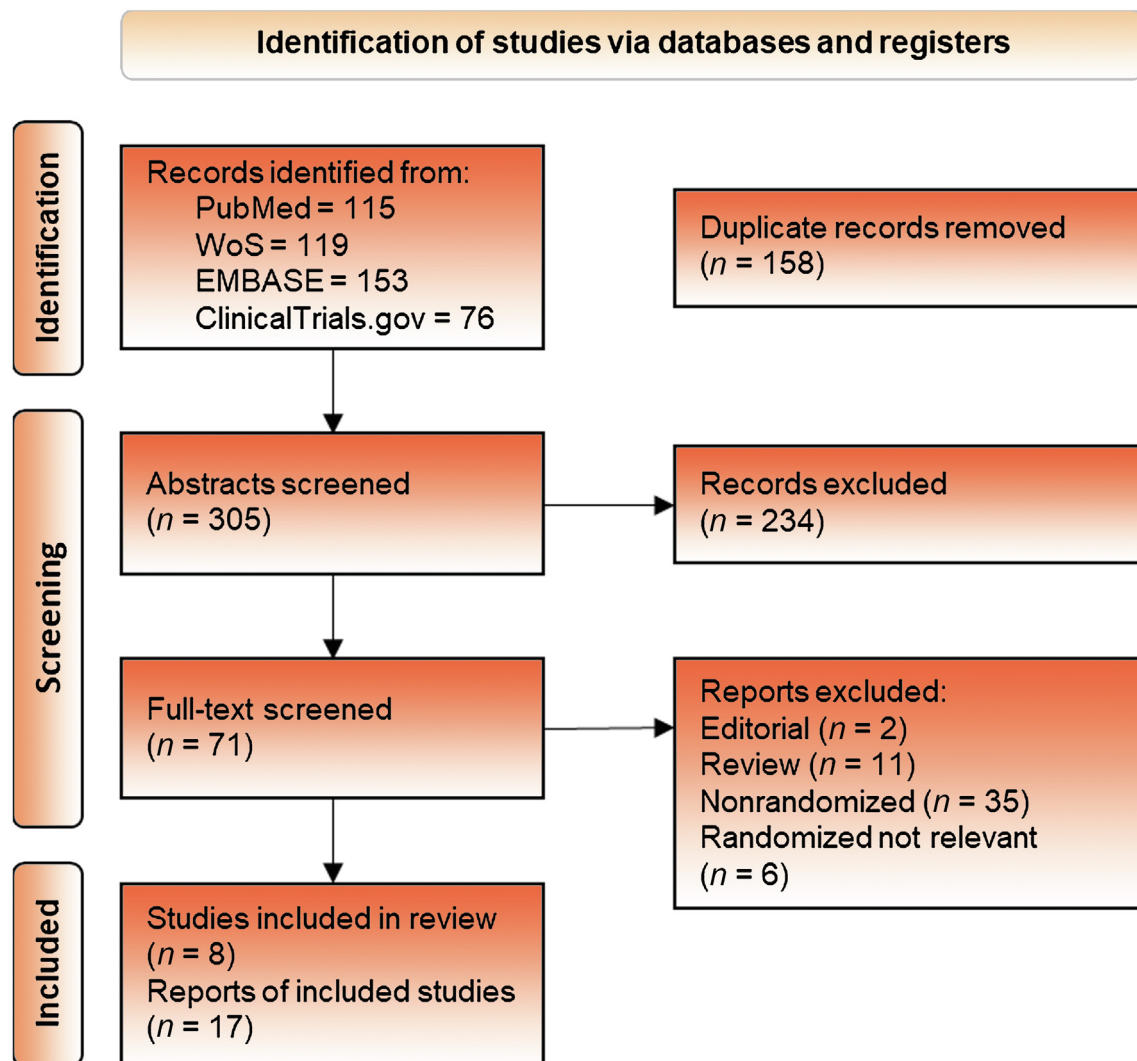 Identification of studies via databases and registers
Identification
Records identified from:
PubMed = 115
WoS = 119
EMBASE = 153
ClinicalTrials.gov = 76
Duplicate records removed
(n = 158)
Screening
Abstracts screened
(n = 305)
Records excluded
(n = 234)
Full-text screened
(n = 71)
Reports excluded:
Editorial (n = 2)
Review (n = 11)
Nonrandomized (n = 35)
Randomized not relevant
(n = 6)
Included
Studies included in review
(n = 8)
Reports of included studies
(n = 17)